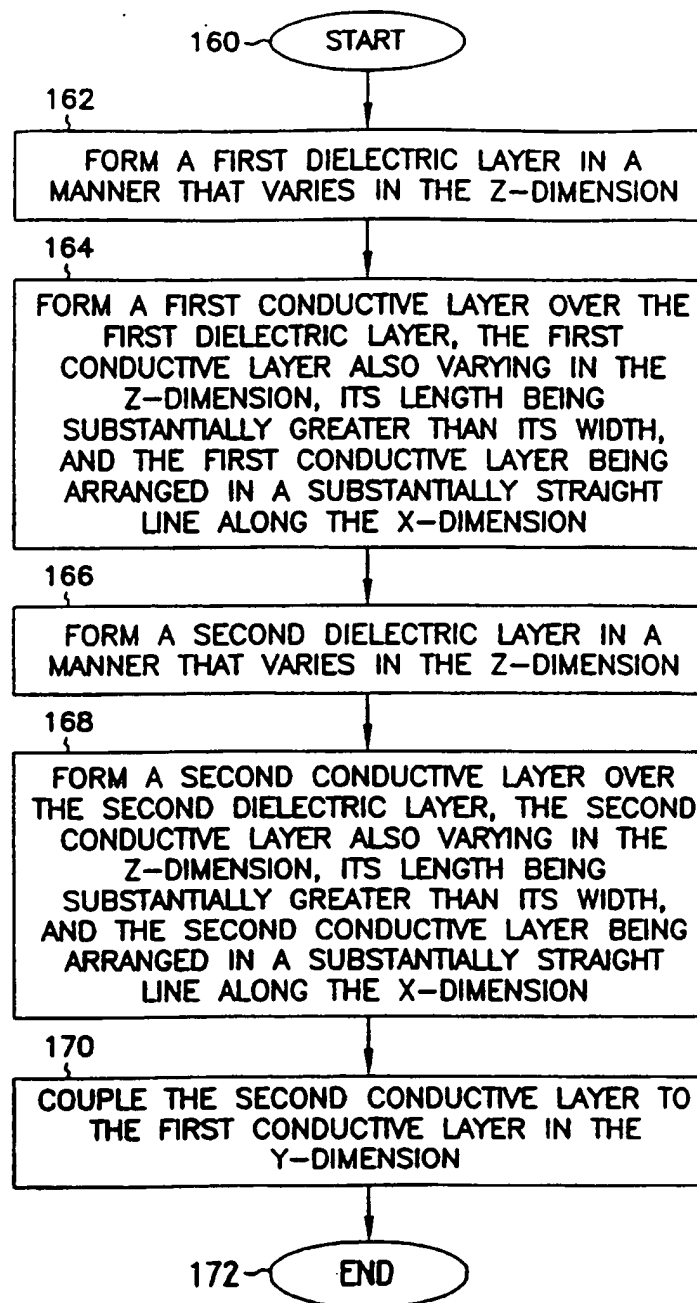 160
START
162
FORM A FIRST DIELECTRIC LAYER IN A
MANNER THAT VARIES IN THE Z-DIMENSION
164
FORM A FIRST CONDUCTIVE LAYER OVER THE
FIRST DIELECTRIC LAYER, THE FIRST
CONDUCTIVE LAYER ALSO VARYING IN THE
Z-DIMENSION, ITS LENGTH BEING
SUBSTANTIALLY GREATER THAN ITS WIDTH,
AND THE FIRST CONDUCTIVE LAYER BEING
ARRANGED IN A SUBSTANTIALLY STRAIGHT
LINE ALONG THE X-DIMENSION
166
FORM A SECOND DIELECTRIC LAYER IN A
MANNER THAT VARIES IN THE Z-DIMENSION
168
FORM A SECOND CONDUCTIVE LAYER OVER
THE SECOND DIELECTRIC LAYER, THE SECOND
CONDUCTIVE LAYER ALSO VARYING IN THE
Z-DIMENSION, ITS LENGTH BEING
SUBSTANTIALLY GREATER THAN ITS WIDTH,
AND THE SECOND CONDUCTIVE LAYER BEING
ARRANGED IN A SUBSTANTIALLY STRAIGHT
LINE ALONG THE X-DIMENSION
170
COUPLE THE SECOND CONDUCTIVE LAYER TO
THE FIRST CONDUCTIVE LAYER IN THE
Y-DIMENSION
172
END